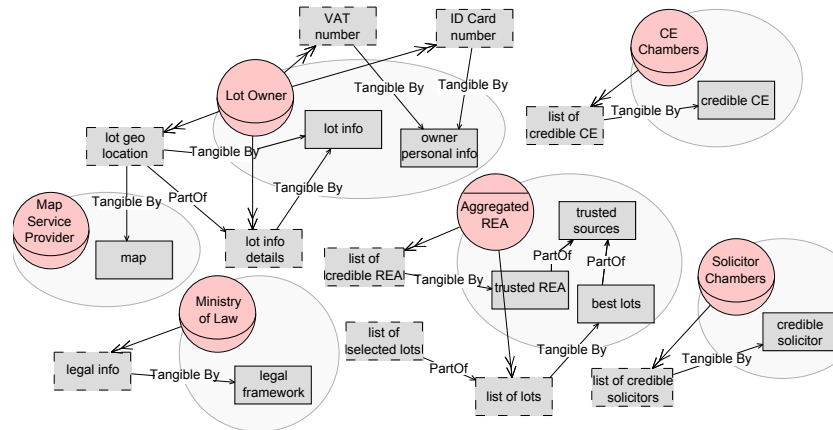 VAT
number
ID Card
number
CE
Chambers
Lot Owner
Tangible By
Tangible By
list of
credible CE
Tangible By
credible CE
lot geo
location
Tangible By
lot info
owner
personal info
Tangible By
PartOf
Tangible By
Map
Service
Provider
map
lot info
details
Aggregated
REA
trusted
sources
list of
credible REA
Tangible By
PartOf
PartOf
trusted REA
best lots
Solicitor
Chambers
Ministry
of Law
legal info
Tangible By
legal
framework
list of
selected lots
PartOf
list of lots
Tangible By
list of credible
solicitors
Tangible By
credible
solicitor